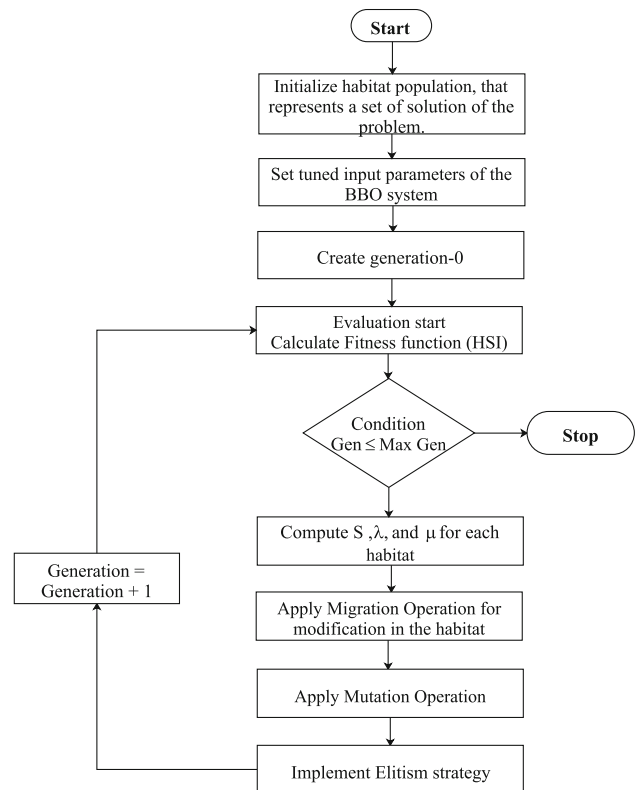 Start
Initialize habitat population, that
represents a set of solution of the
problem.
Set tuned input parameters of the
BBO system
Create generation-0
Evaluation start
Calculate Fitness function (HSI)
Condition
Gen ≤ Max Gen
Stop
Compute S ,λ, and μ for each
habitat
Generation =
Generation + 1
Apply Migration Operation for
modification in the habitat
Apply Mutation Operation
Implement Elitism strategy